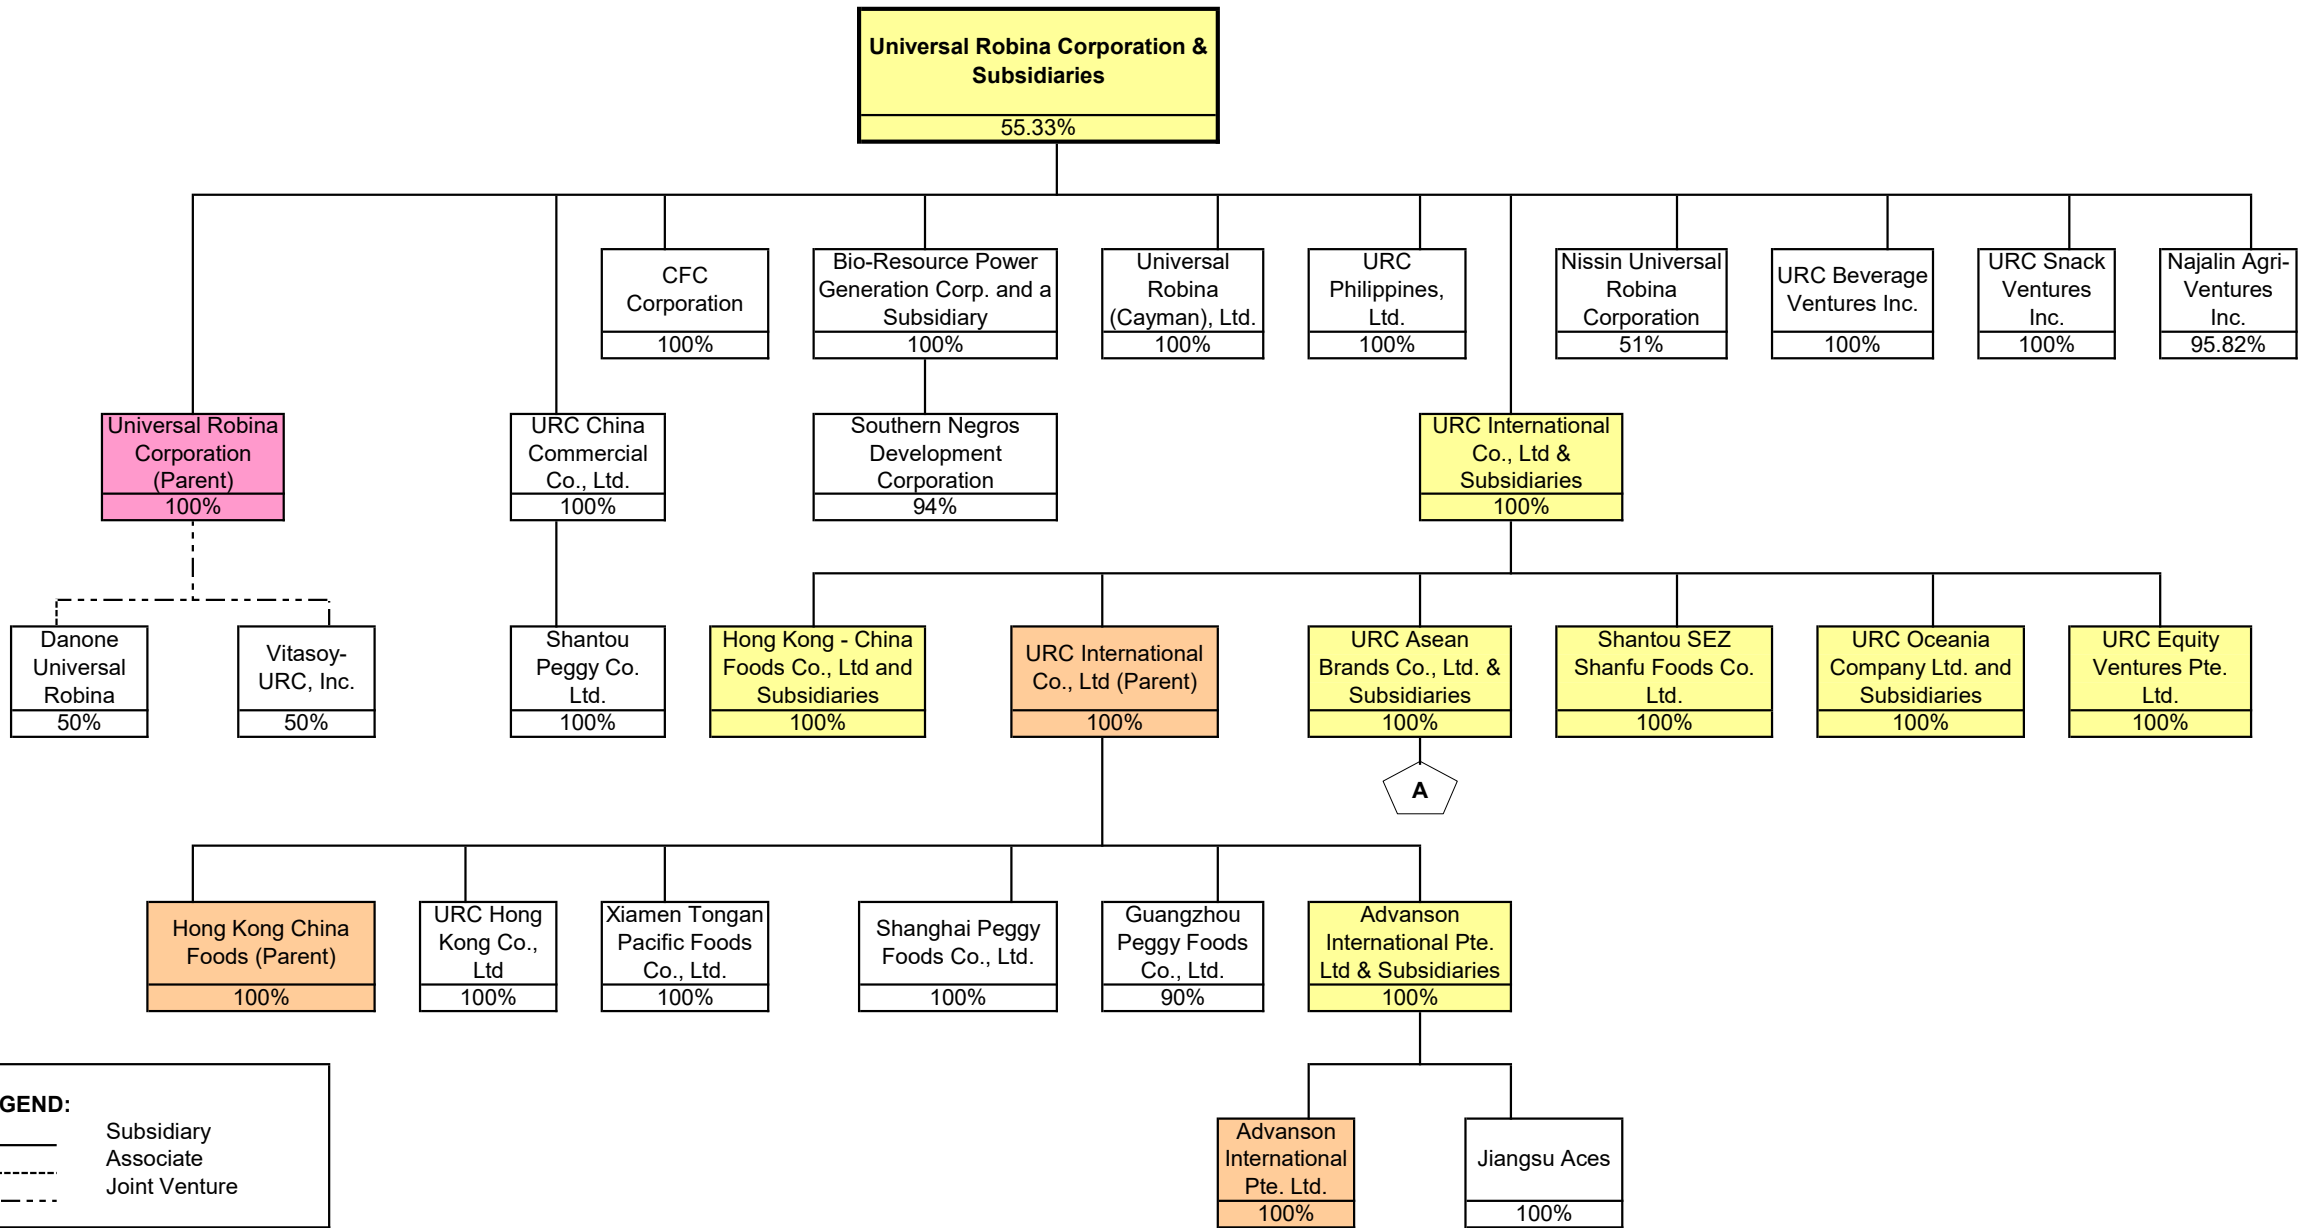 Universal Robina Corporation &
Subsidiaries
55.33%
CFC
Corporation
100%
Bio-Resource Power
Generation Corp. and a
Subsidiary
100%
Universal
Robina
(Cayman), Ltd.
100%
URC
Philippines,
Ltd.
100%
Nissin Universal
Robina
Corporation
51%
URC Beverage
Ventures Inc.
100%
URC Snack
Ventures
Inc.
100%
Najalin Agri-
Ventures
Inc.
95.82%
Universal Robina
Corporation
(Parent)
100%
URC China
Commercial
Co., Ltd.
100%
Southern Negros
Development
Corporation
94%
URC International
Co., Ltd &
Subsidiaries
100%
Danone
Universal
Robina
50%
Vitasoy-
URC, Inc.
50%
Shantou
Peggy Co.
Ltd.
100%
Hong Kong - China
Foods Co., Ltd and
Subsidiaries
100%
URC International
Co., Ltd (Parent)
100%
URC Asean
Brands Co., Ltd. &
Subsidiaries
100%
Shantou SEZ
Shanfu Foods Co.
Ltd.
100%
URC Oceania
Company Ltd. and
Subsidiaries
100%
URC Equity
Ventures Pte.
Ltd.
100%
A
Hong Kong China
Foods (Parent)
100%
URC Hong
Kong Co.,
Ltd
100%
Xiamen Tongan
Pacific Foods
Co., Ltd.
100%
Shanghai Peggy
Foods Co., Ltd.
100%
Guangzhou
Peggy Foods
Co., Ltd.
90%
Advanson
International Pte.
Ltd & Subsidiaries
100%
Advanson
International
Pte. Ltd.
100%
Jiangsu Aces
100%
GEND:
Subsidiary
Associate
Joint Venture